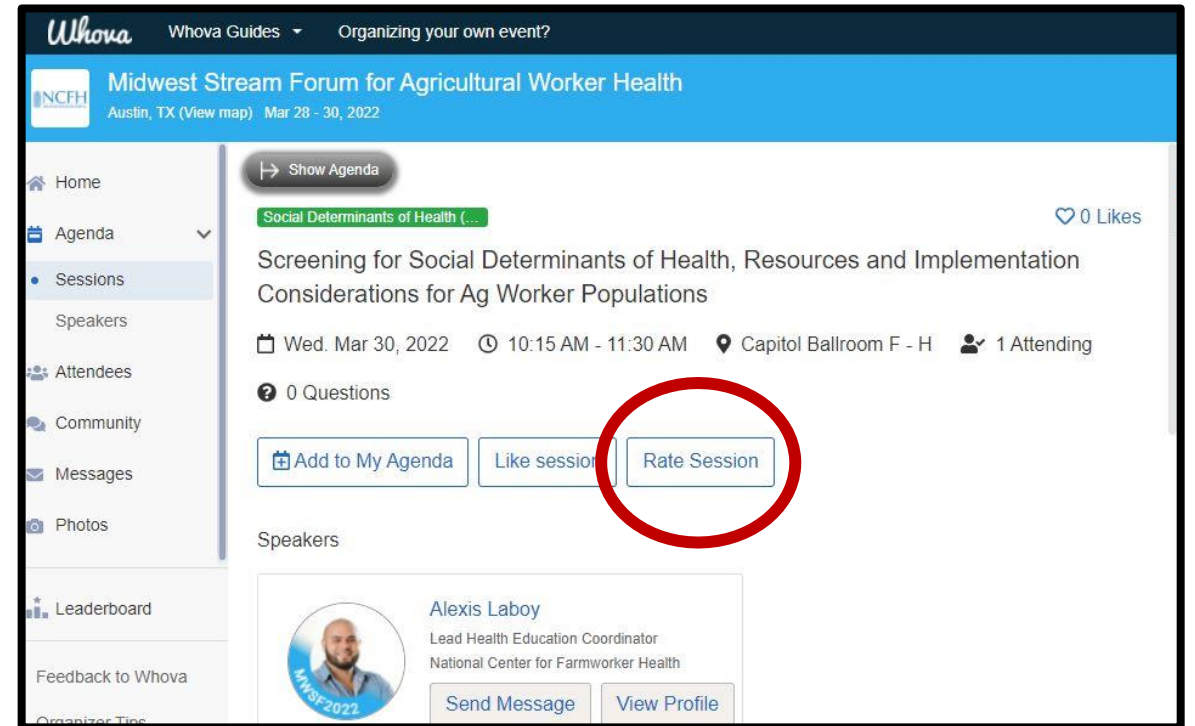 Whova Whova Guides Organizing your own event?
NCFH
Midwest Stream Forum for Agricultural Worker Health
Austin, TX (View map) Mar 28 - 30, 2022
Home
Agenda
Sessions
Speakers
Attendees
Community
Messages
Photos
Leaderboard
Feedback to Whova
Organizer Tips
Show Agenda
Social Determinants of Health (...
0 Likes
Screening for Social Determinants of Health, Resources and Implementation
Considerations for Ag Worker Populations
Wed. Mar 30, 2022 10:15 AM - 11:30 AM Capitol Ballroom F - H 1 Attending
0 Questions
Add to My Agenda Like session Rate Session
Speakers
MWSF2022
Alexis Laboy
Lead Health Education Coordinator
National Center for Farmworker Health
Send Message View Profile